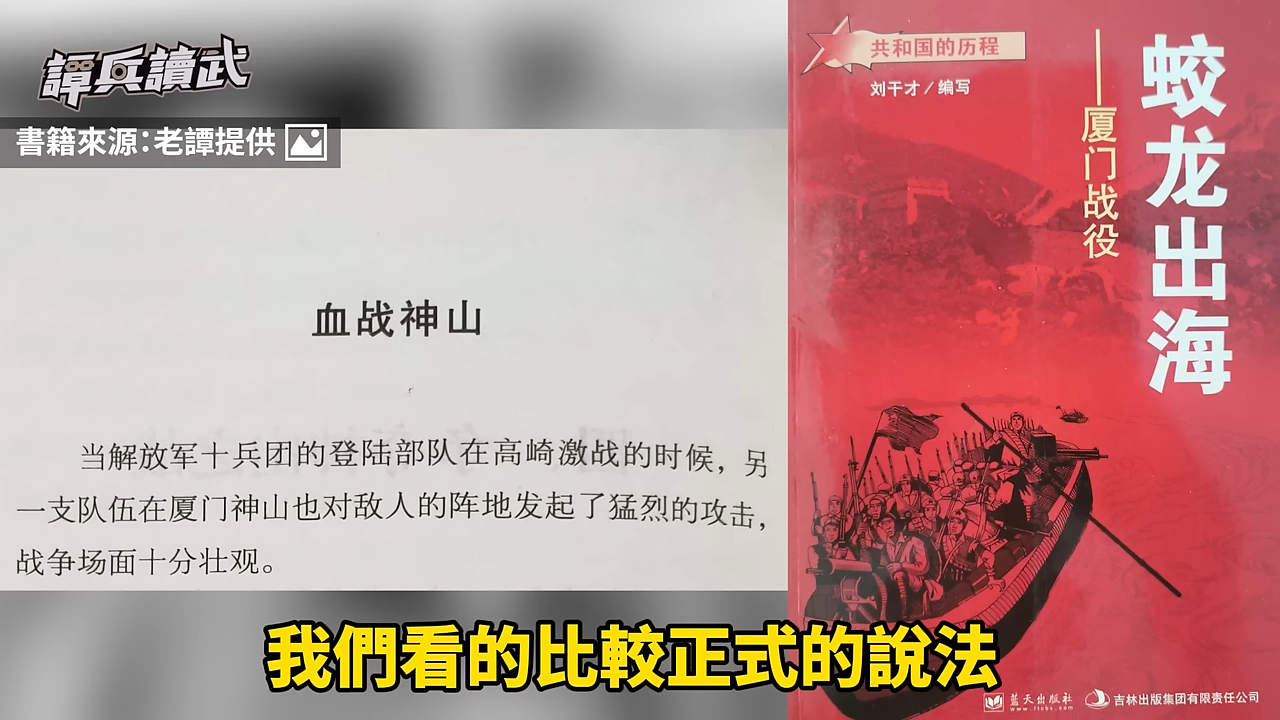 譚兵讀武
書籍來源:老譚提供
血战神山
当解放军十兵团的登陆部队在高崎激战的时候，另
一支队伍在厦门神山也对敌人的阵地发起了猛烈的攻击，
战争场面十分壮观。
共和国的历程
刘干才／编写
蛟龙出海
——厦门战役
蓝天出版社
www.ltcbs.com
吉林出版集团有限责任公司
我們看的比較正式的說法